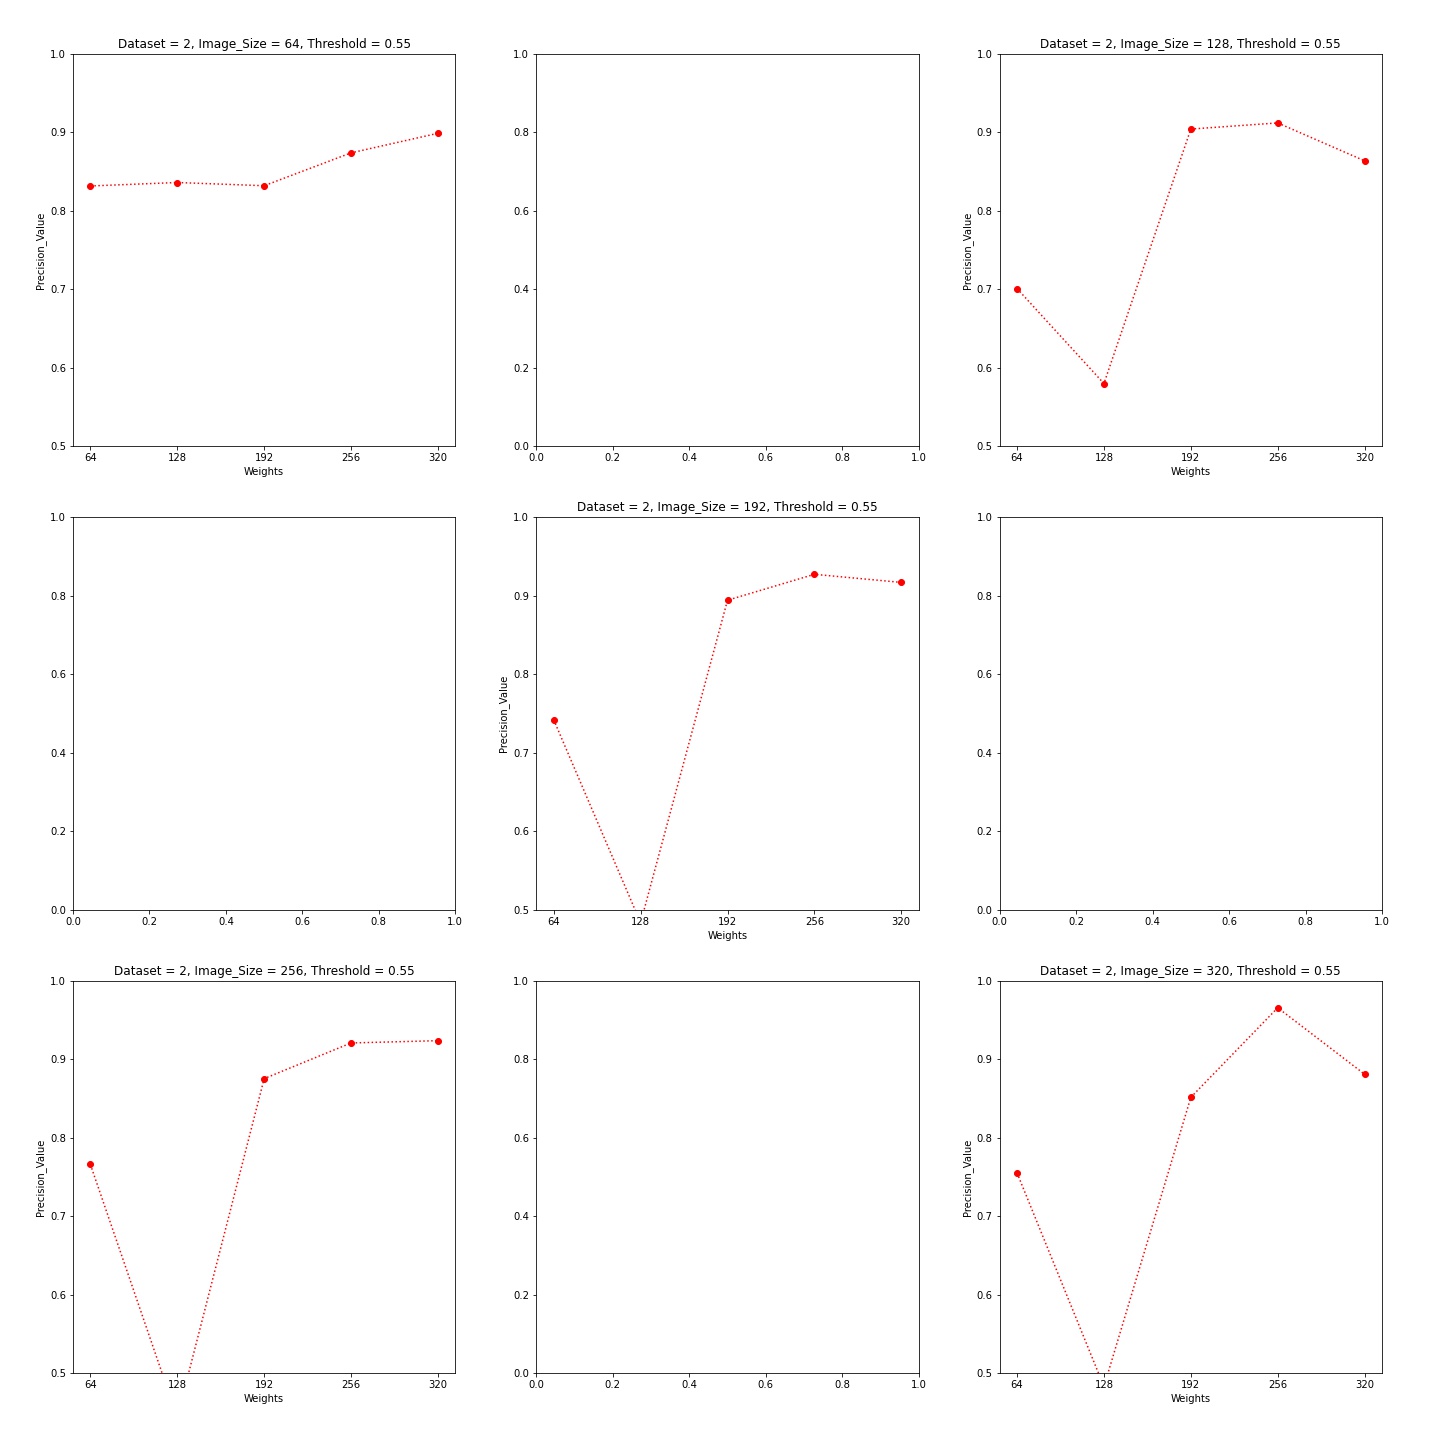 Dataset = 2, Image_Size = 64, Threshold = 0.55
1.0
0.9
0.8
0.7
0.6
0.5
Precision_Value
64 128 192 256 320
Weights
1.0
0.8
0.6
0.4
0.2
0.0
0.0 0.2 0.4 0.6 0.8 1.0
Dataset = 2, Image_Size = 128, Threshold = 0.55
1.0
0.9
0.8
0.7
0.6
0.5
Precision_Value
64 128 192 256 320
Weights
1.0
0.8
0.6
0.4
0.2
0.0
0.0 0.2 0.4 0.6 0.8 1.0
Dataset = 2, Image_Size = 192, Threshold = 0.55
1.0
0.9
0.8
0.7
0.6
0.5
Precision_Value
64 128 192 256 320
Weights
1.0
0.8
0.6
0.4
0.2
0.0
0.0 0.2 0.4 0.6 0.8 1.0
Dataset = 2, Image_Size = 256, Threshold = 0.55
1.0
0.9
0.8
0.7
0.6
0.5
Precision_Value
64 128 192 256 320
Weights
1.0
0.8
0.6
0.4
0.2
0.0
0.0 0.2 0.4 0.6 0.8 1.0
Dataset = 2, Image_Size = 320, Threshold = 0.55
1.0
0.9
0.8
0.7
0.6
0.5
Precision_Value
64 128 192 256 320
Weights